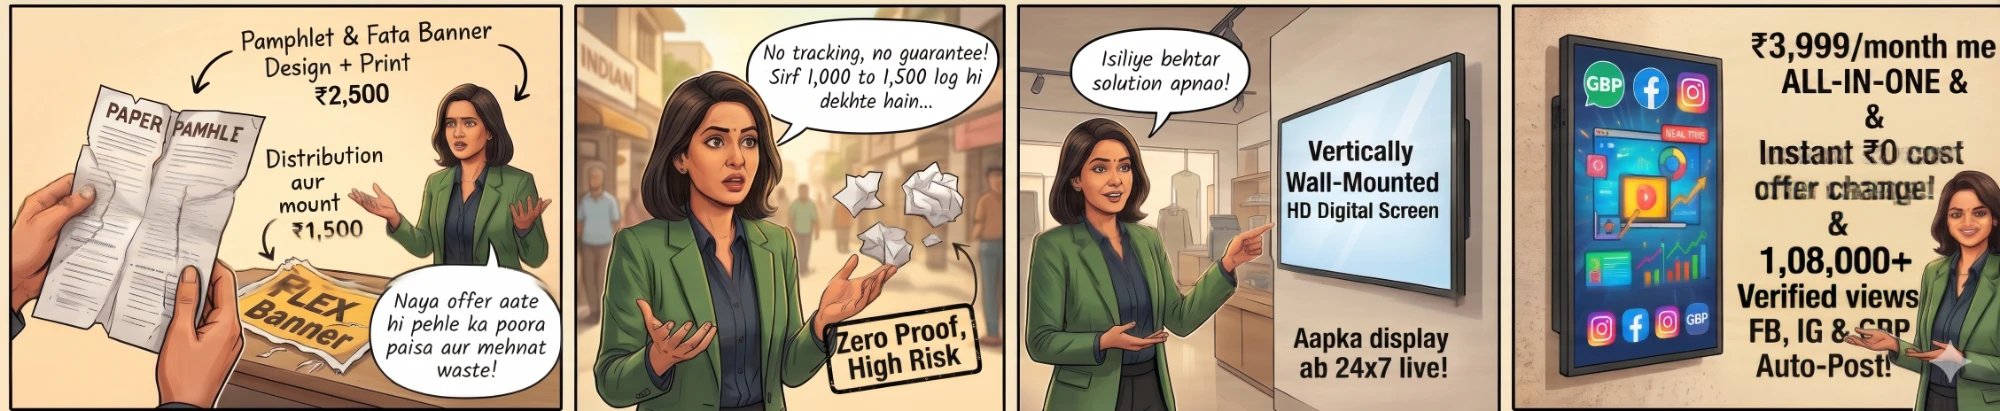 Pamphlet & Fata Banner
Design + Print
₹2,500
PAPER PAMHLE
Distribution
aur
mount
₹1,500
FLEX
Banner
Naya offer aate
hi pehle ka poora
paisa aur mehnat
waste!
INDIAN
No tracking, no guarantee!
Sirf 1,000 to 1,500 log hi
dekhte hain...
Zero Proof,
High Risk
Isiliye behtar
solution apnao!
Vertically
Wall-Mounted
HD Digital Screen
Aapka display
ab 24x7 live!
GBP
NEAL
GBP
₹3,999/month me
ALL-IN-ONE &
&
Instant ₹0 cost
offer change!
&
1,08,000+
Verified views
FB, IG & GBP
Auto-Post!